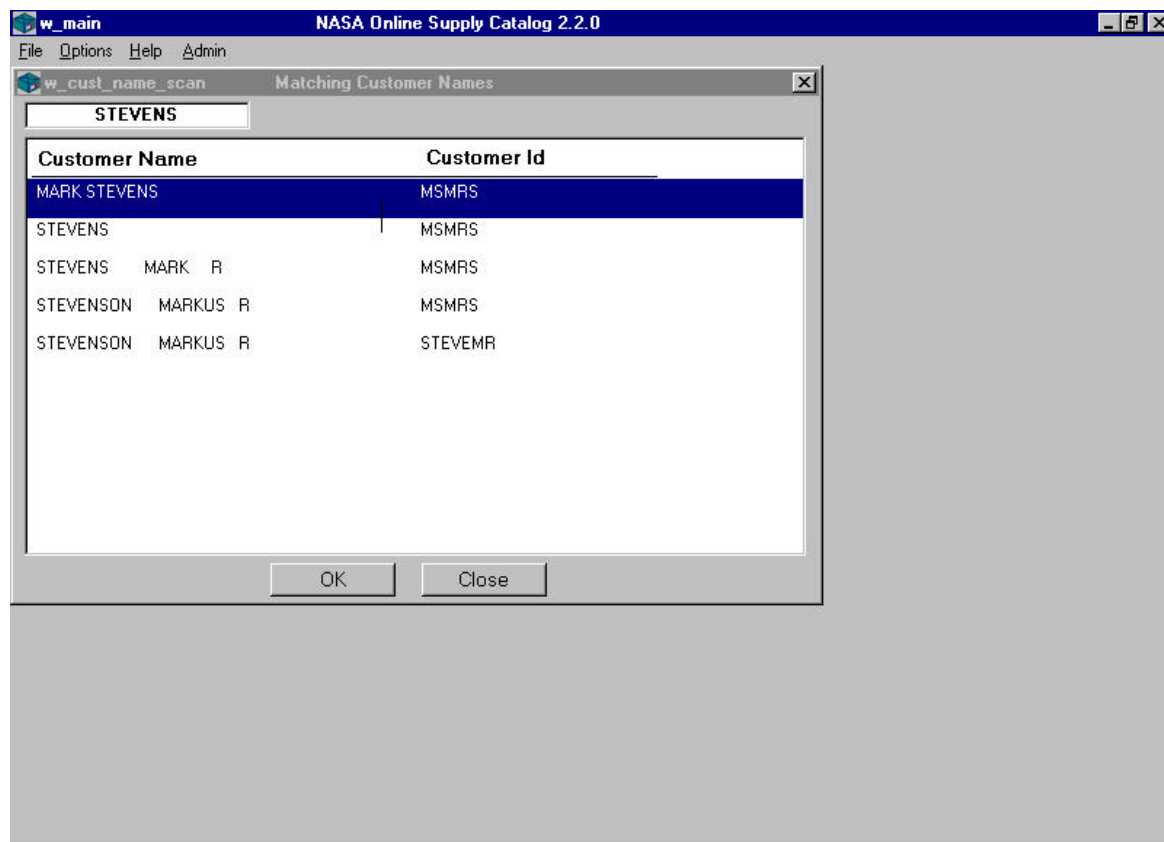 w_main NASA Online Supply Catalog 2.2.0
File Options Help Admin
w_cust_name_scan Matching Customer Names
STEVENS
Customer Name Customer Id
MARK STEVENS MSMRS
STEVENS MSMRS
STEVENS MARK R MSMRS
STEVENSON MARKUS R MSMRS
STEVENSON MARKUS R STEVEMR
OK Close